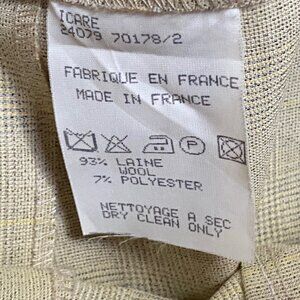 ICARE
24079 70178/2
FABRIQUE EN FRANCE
MADE IN FRANCE
P
93% LAINE
WOOL
7% POLYESTER
NETTOYAGE A SEC
DRY CLEAN ONLY